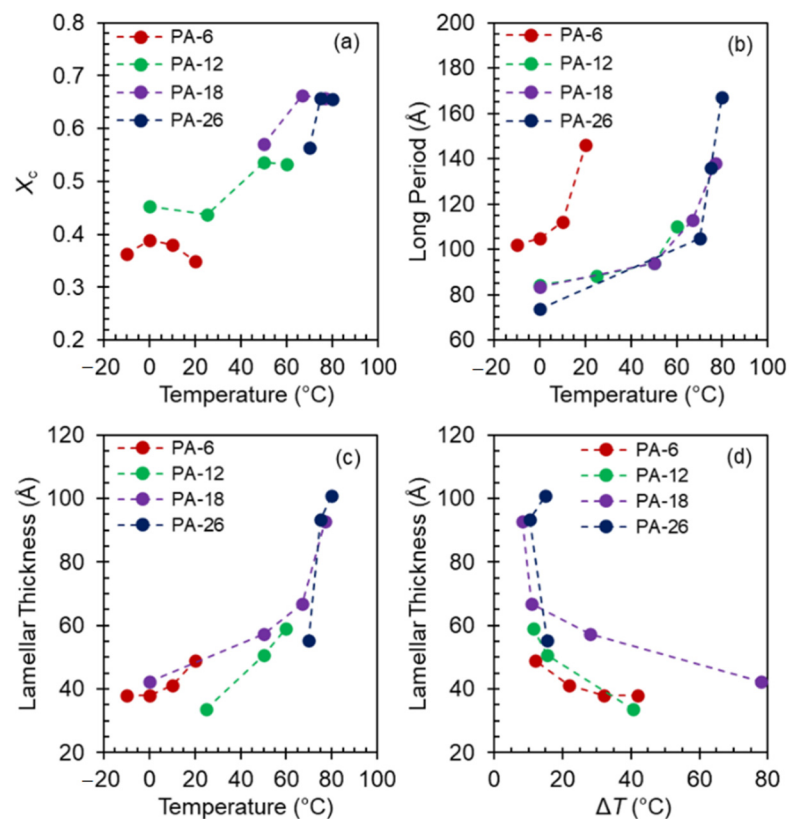 0.8
0.7
0.6
0.5
0.4
0.3
0.2
Xc
PA-6
PA-12
PA-18
PA-26
(a)
−20 0 20 40 60 80 100
Temperature (°C)
200
180
160
140
120
100
80
60
Long Period (Å)
PA-6
PA-12
PA-18
PA-26
(b)
−20 0 20 40 60 80 100
Temperature (°C)
120
100
80
60
40
20
Lamellar Thickness (Å)
PA-6
PA-12
PA-18
PA-26
(c)
−20 0 20 40 60 80 100
Temperature (°C)
120
100
80
60
40
20
Lamellar Thickness (Å)
PA-6
PA-12
PA-18
PA-26
(d)
0 20 40 60 80
ΔT (°C)